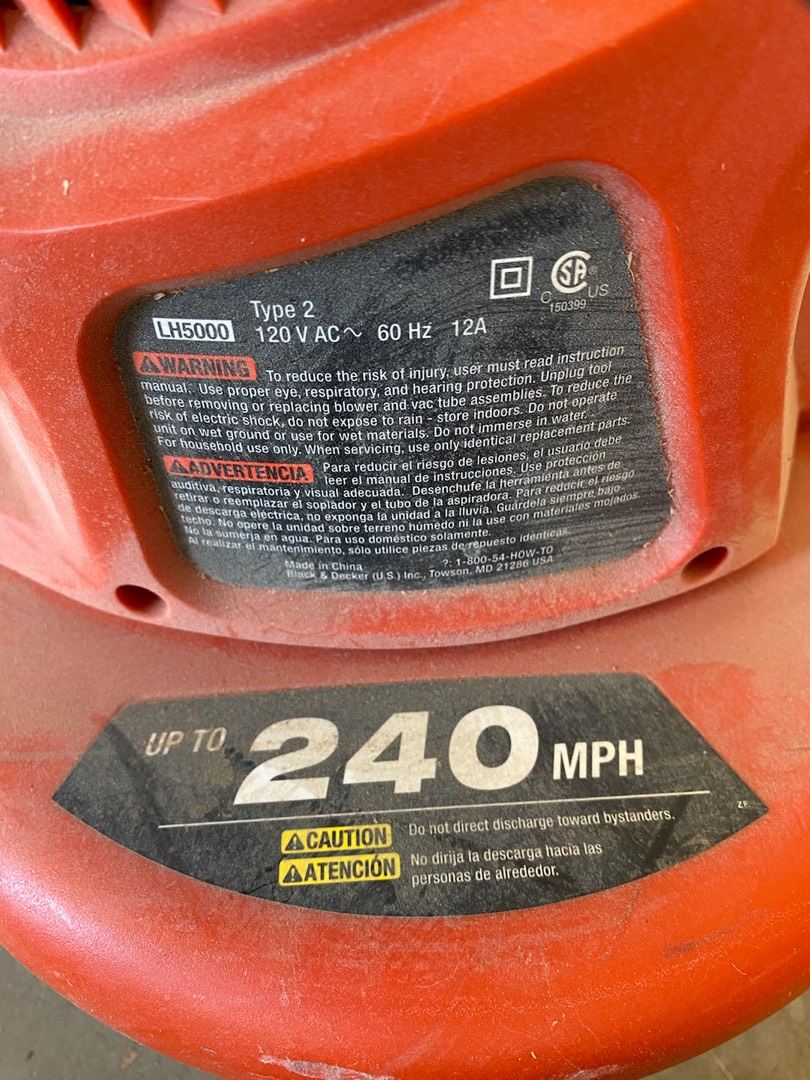 Type 2
LH5000 120 V AC~ 60 Hz 12A
C SA ® US
150399
WARNING To reduce the risk of injury, user must read instruction
manual. Use proper eye, respiratory, and hearing protection. Unplug tool
before removing or replacing blower and vac tube assemblies. To reduce the
risk of electric shock, do not expose to rain - store indoors. Do not operate
unit on wet ground or use for wet materials. Do not immerse in water.
For household use only. When servicing, use only identical replacement parts.
ADVERTENCIA Para reducir el riesgo de lesiones, el usuario debe
leer el manual de instrucciones. Use protección
auditiva, respiratoria y visual adecuada. Desenchufe la herramienta antes de
retirar o reemplazar el soplador y el tubo de la aspiradora. Para reducir el riesgo
de descarga eléctrica, no exponga la unidad a la lluvia. Guárdela siempre bajo
techo. No opere la unidad sobre terreno húmedo ni la use con materiales mojados.
No la sumerja en agua. Para uso doméstico solamente.
Al realizar el mantenimiento, sólo utilice piezas de repuesto identicas.
Made in China ?: 1-800-54-HOW-TO
Black & Decker (U.S.) Inc., Towson, MD 21286 USA
UP TO 240 MPH
CAUTION Do not direct discharge toward bystanders.
ATENCIÓN No dirija la descarga hacia las
personas de alrededor.